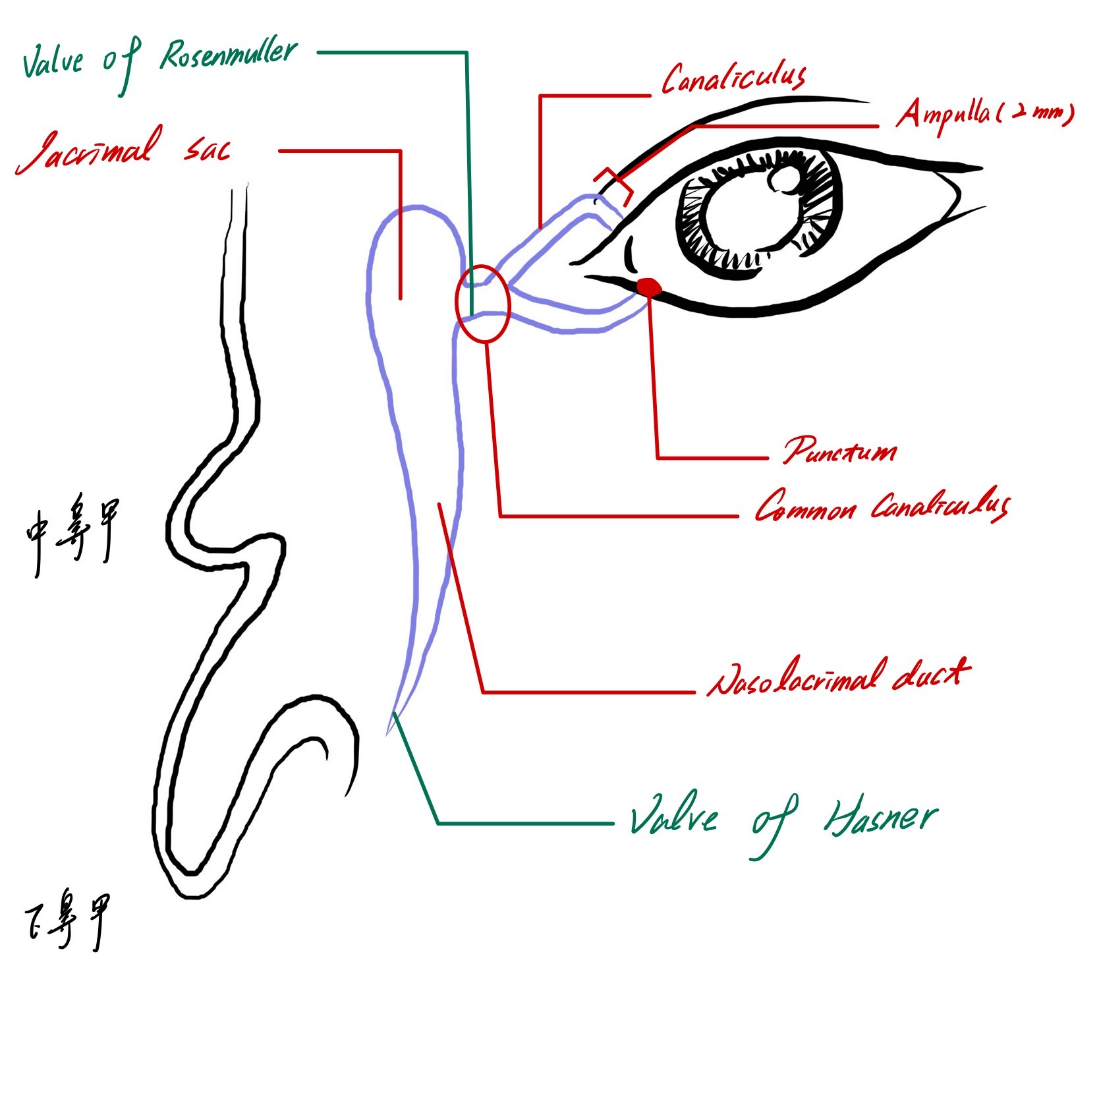 Valve of Rosenmuller
Canaliculus
Ampulla (2mm)
Lacrimal sac
Punctum
Common Canaliculus
中鼻甲
Nasolacrimal duct
Valve of Hasner
下鼻甲